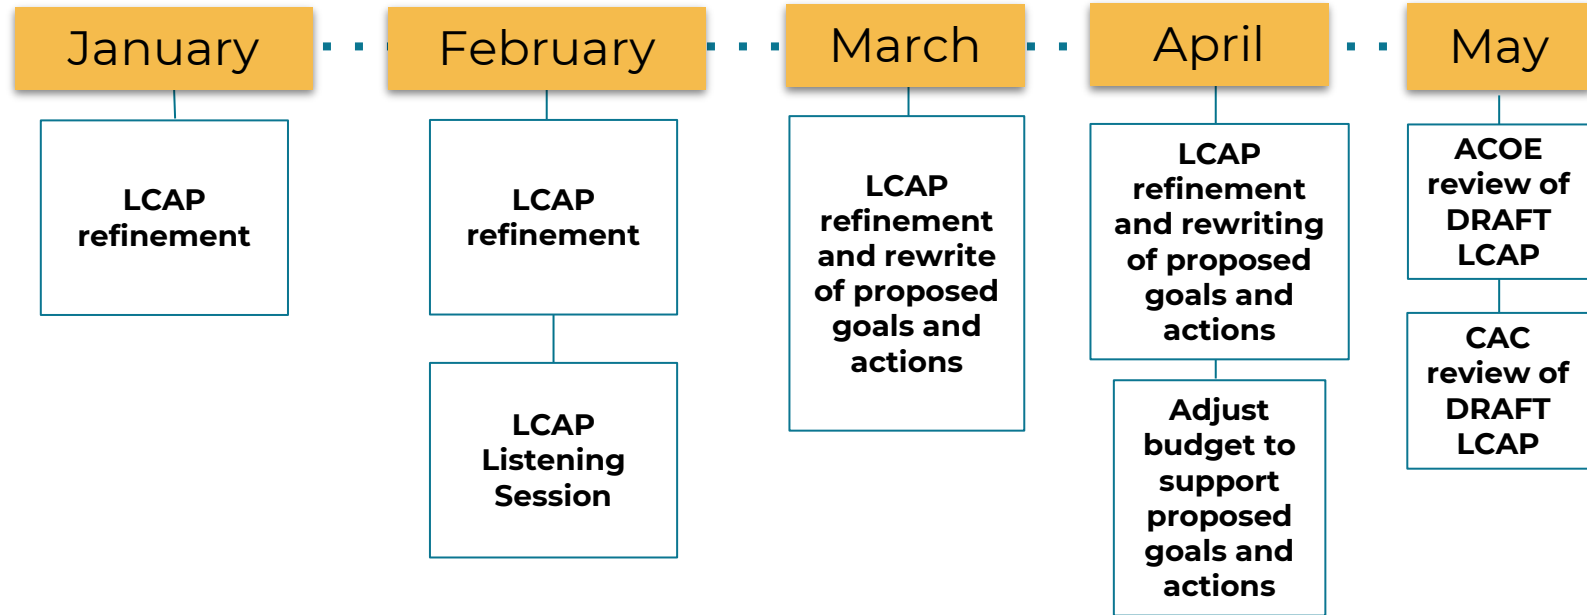 January
February
March
April
May
LCAP
refinement
LCAP
refinement
LCAP
Listening
Session
LCAP
refinement
and rewrite
of proposed
goals and
actions
LCAP
refinement
and rewriting
of proposed
goals and
actions
Adjust
budget to
support
proposed
goals and
actions
ACOE
review of
DRAFT
LCAP
CAC
review of
DRAFT
LCAP